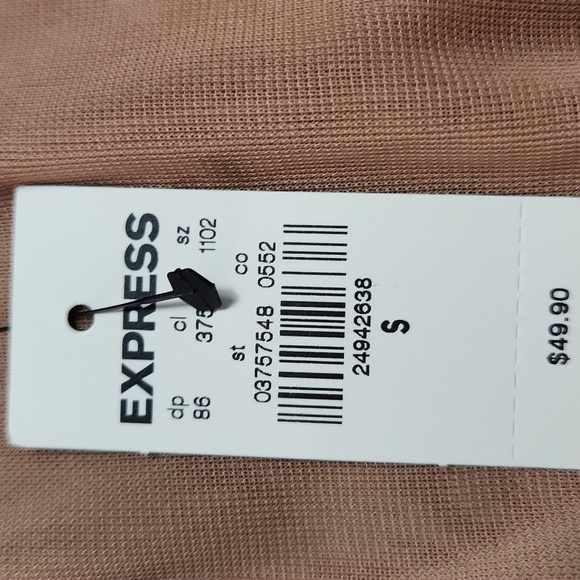 EXPRESS
dp cl sz
86 375 1102
st co
03757548 0552
24942638
S
$49.90